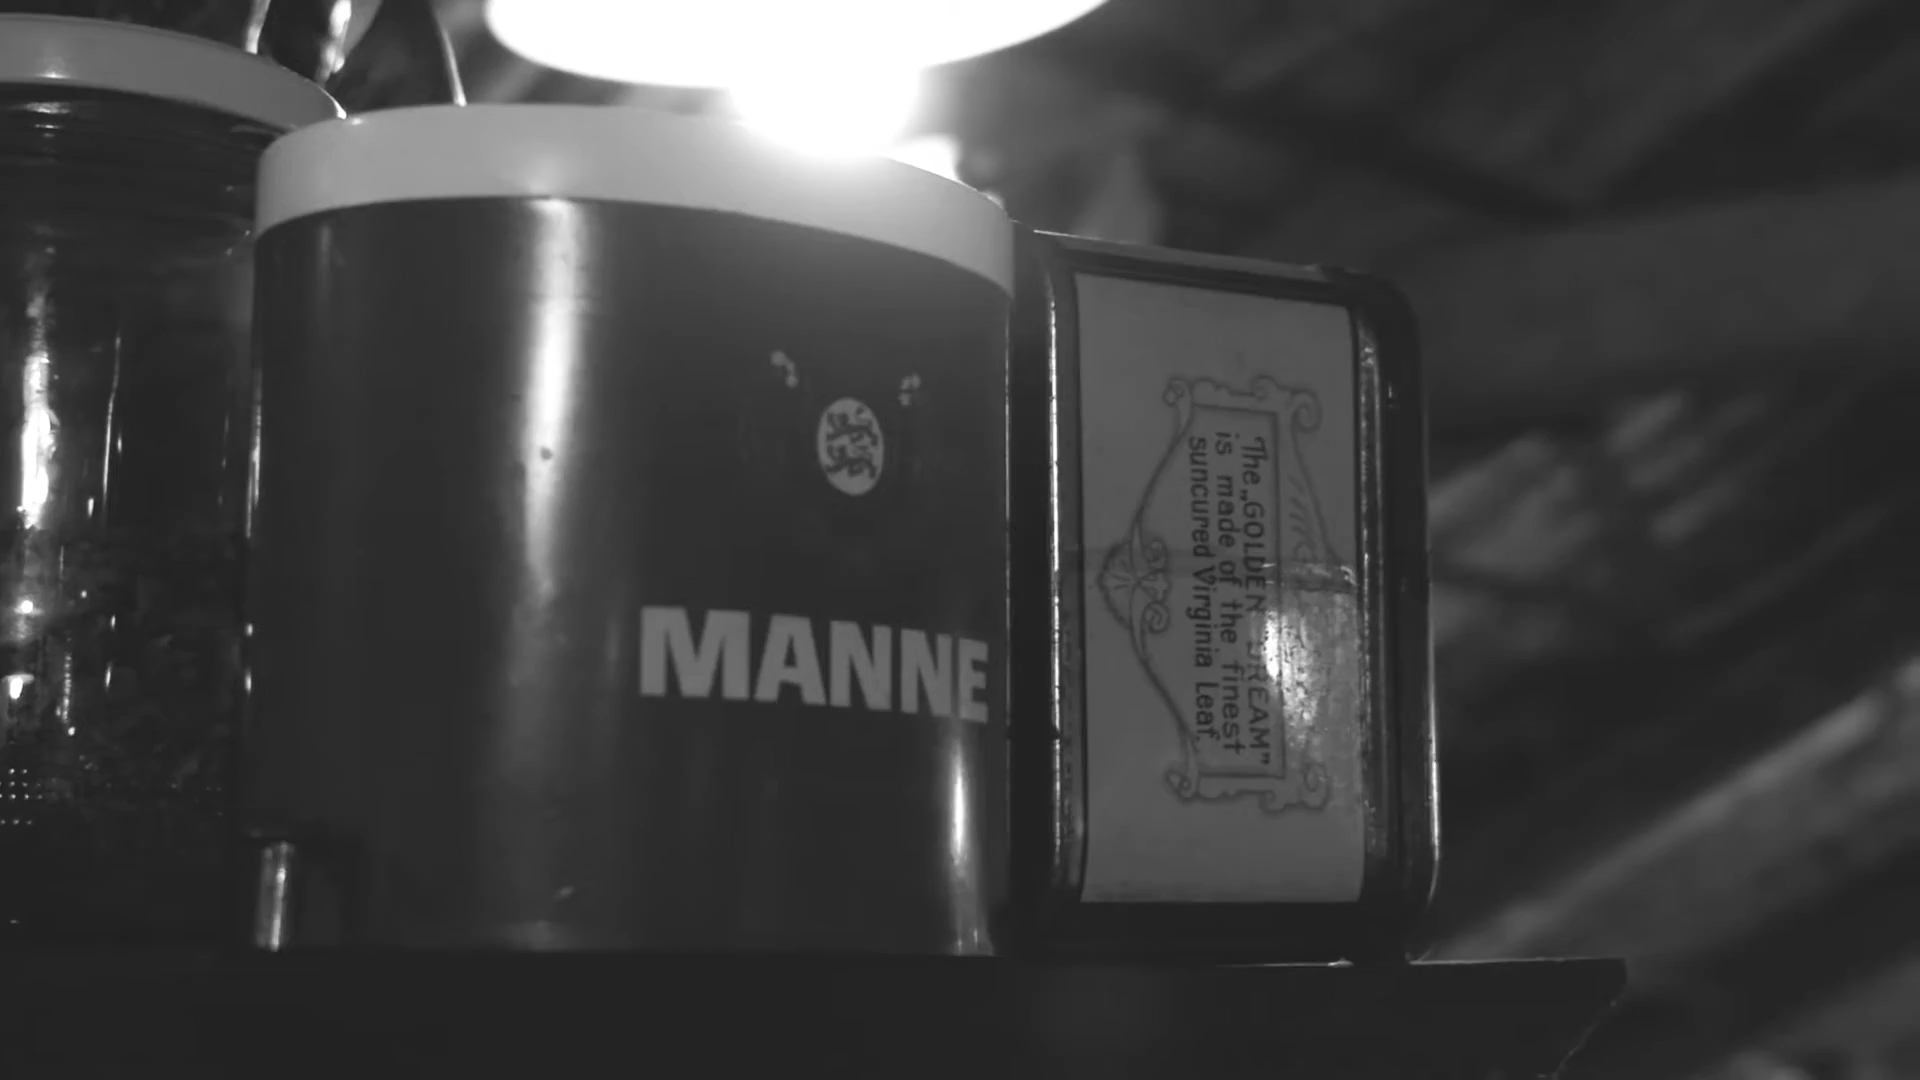 MANNE
The „GOLDEN DREAM"
is made of the finest
suncured Virginia Leaf.